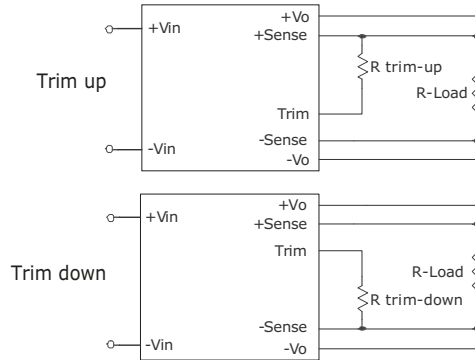 +Vo
+Vin
+Sense
R trim-up
Trim up
R-Load
Trim
-Sense
-Vin
-Vo
+Vo
+Vin
+Sense
Trim
Trim down
R-Load
R trim-down
-Sense
-Vin
-Vo